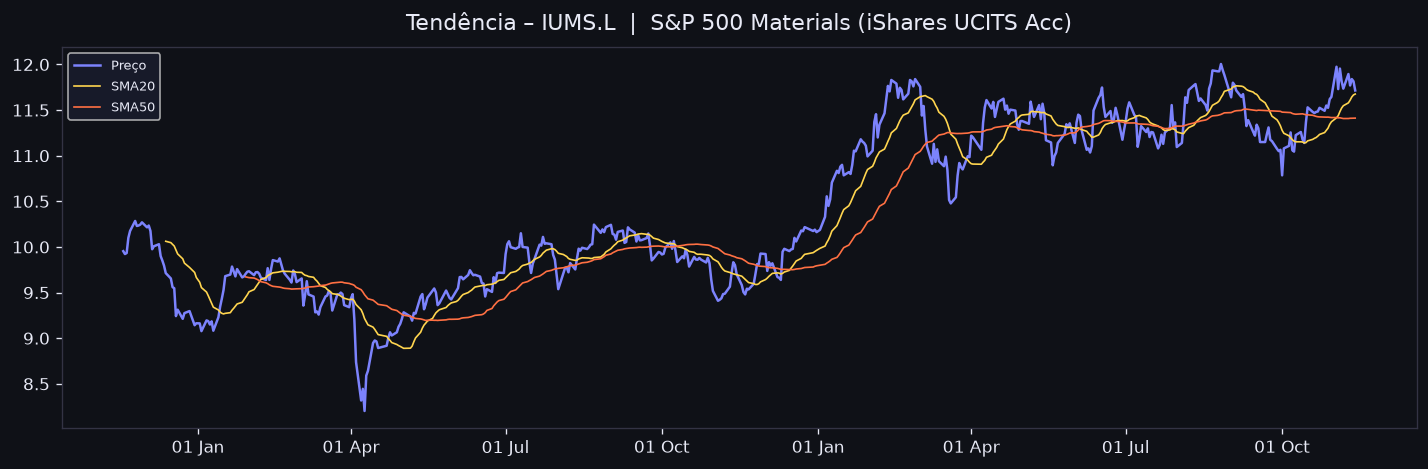 Tendência – IUMS.L | S&P 500 Materials (iShares UCITS Acc)
Preço
SMA20
SMA50
12.0
11.5
11.0
10.5
10.0
9.5
9.0
8.5
01 Jan 01 Apr 01 Jul 01 Oct 01 Jan 01 Apr 01 Jul 01 Oct